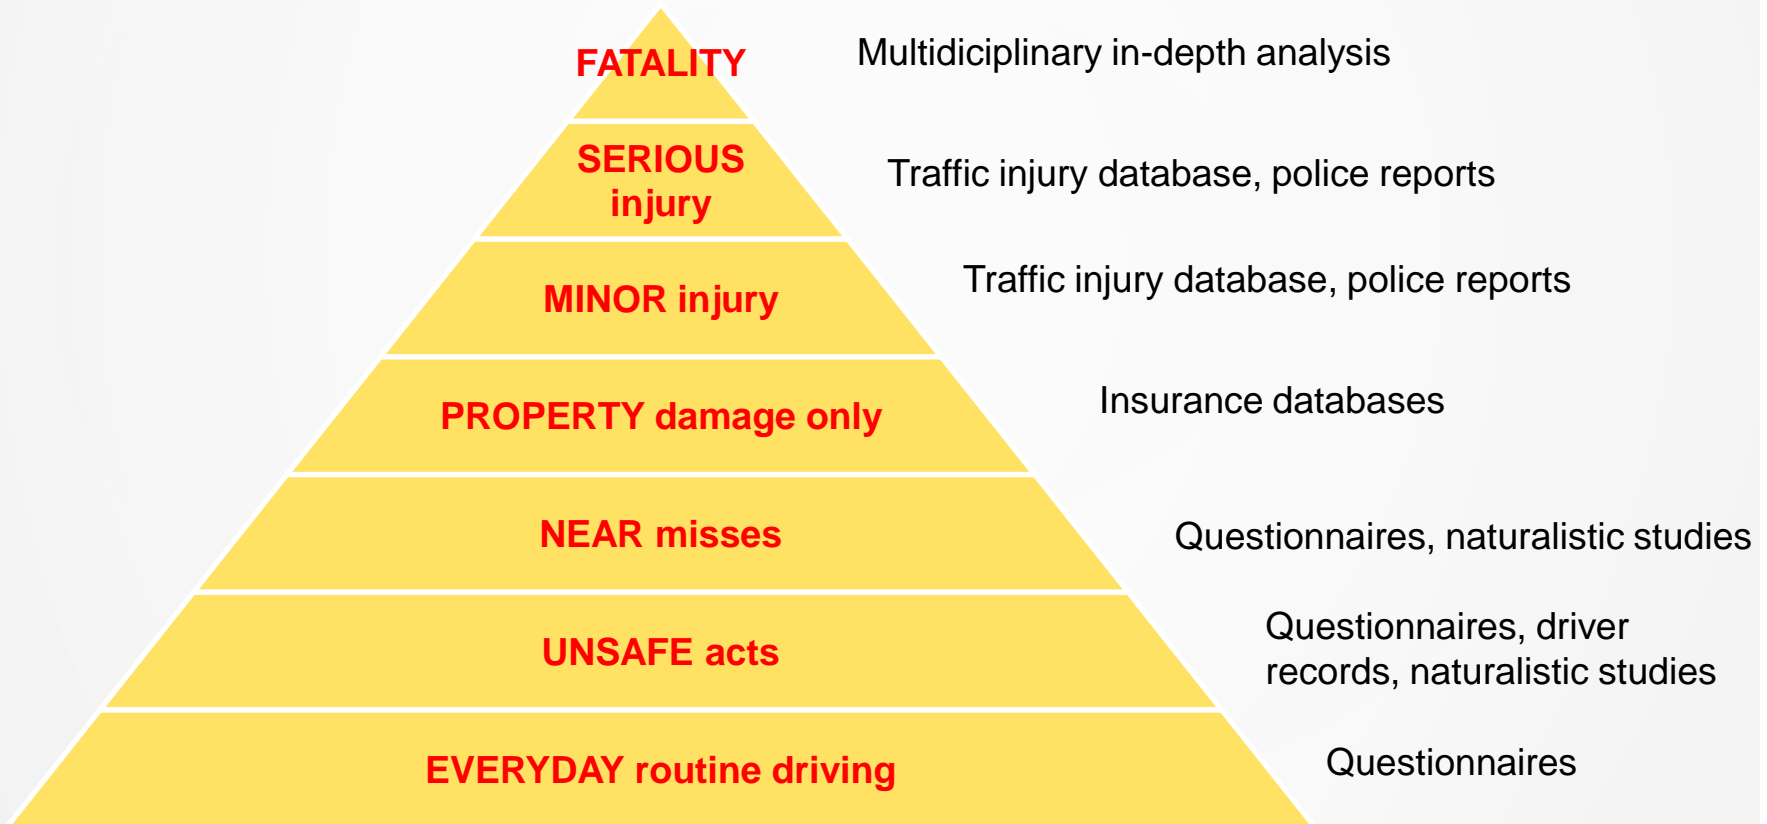 FATALITY
Multidiciplinary in-depth analysis
SERIOUS
injury
Traffic injury database, police reports
MINOR injury
Traffic injury database, police reports
PROPERTY damage only
Insurance databases
NEAR misses
Questionnaires, naturalistic studies
UNSAFE acts
Questionnaires, driver
records, naturalistic studies
EVERYDAY routine driving
Questionnaires